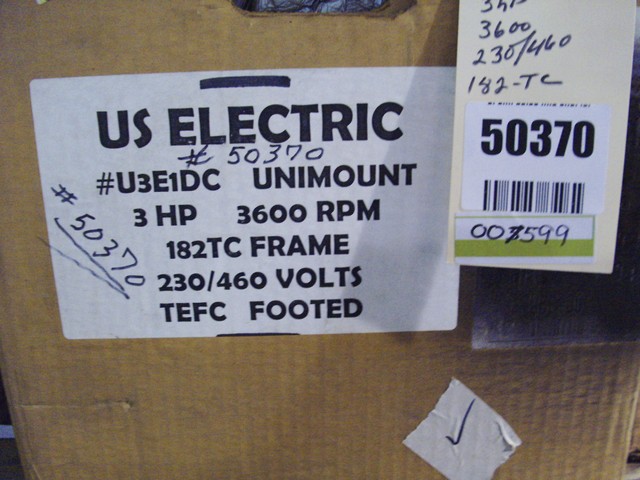 US ELECTRIC
# 50370
#U3E1DC UNIMOUNT
3 HP 3600 RPM
182TC FRAME
230/460 VOLTS
TEFC FOOTED
#50370
3HP
3600
230/460
182-TC
50370